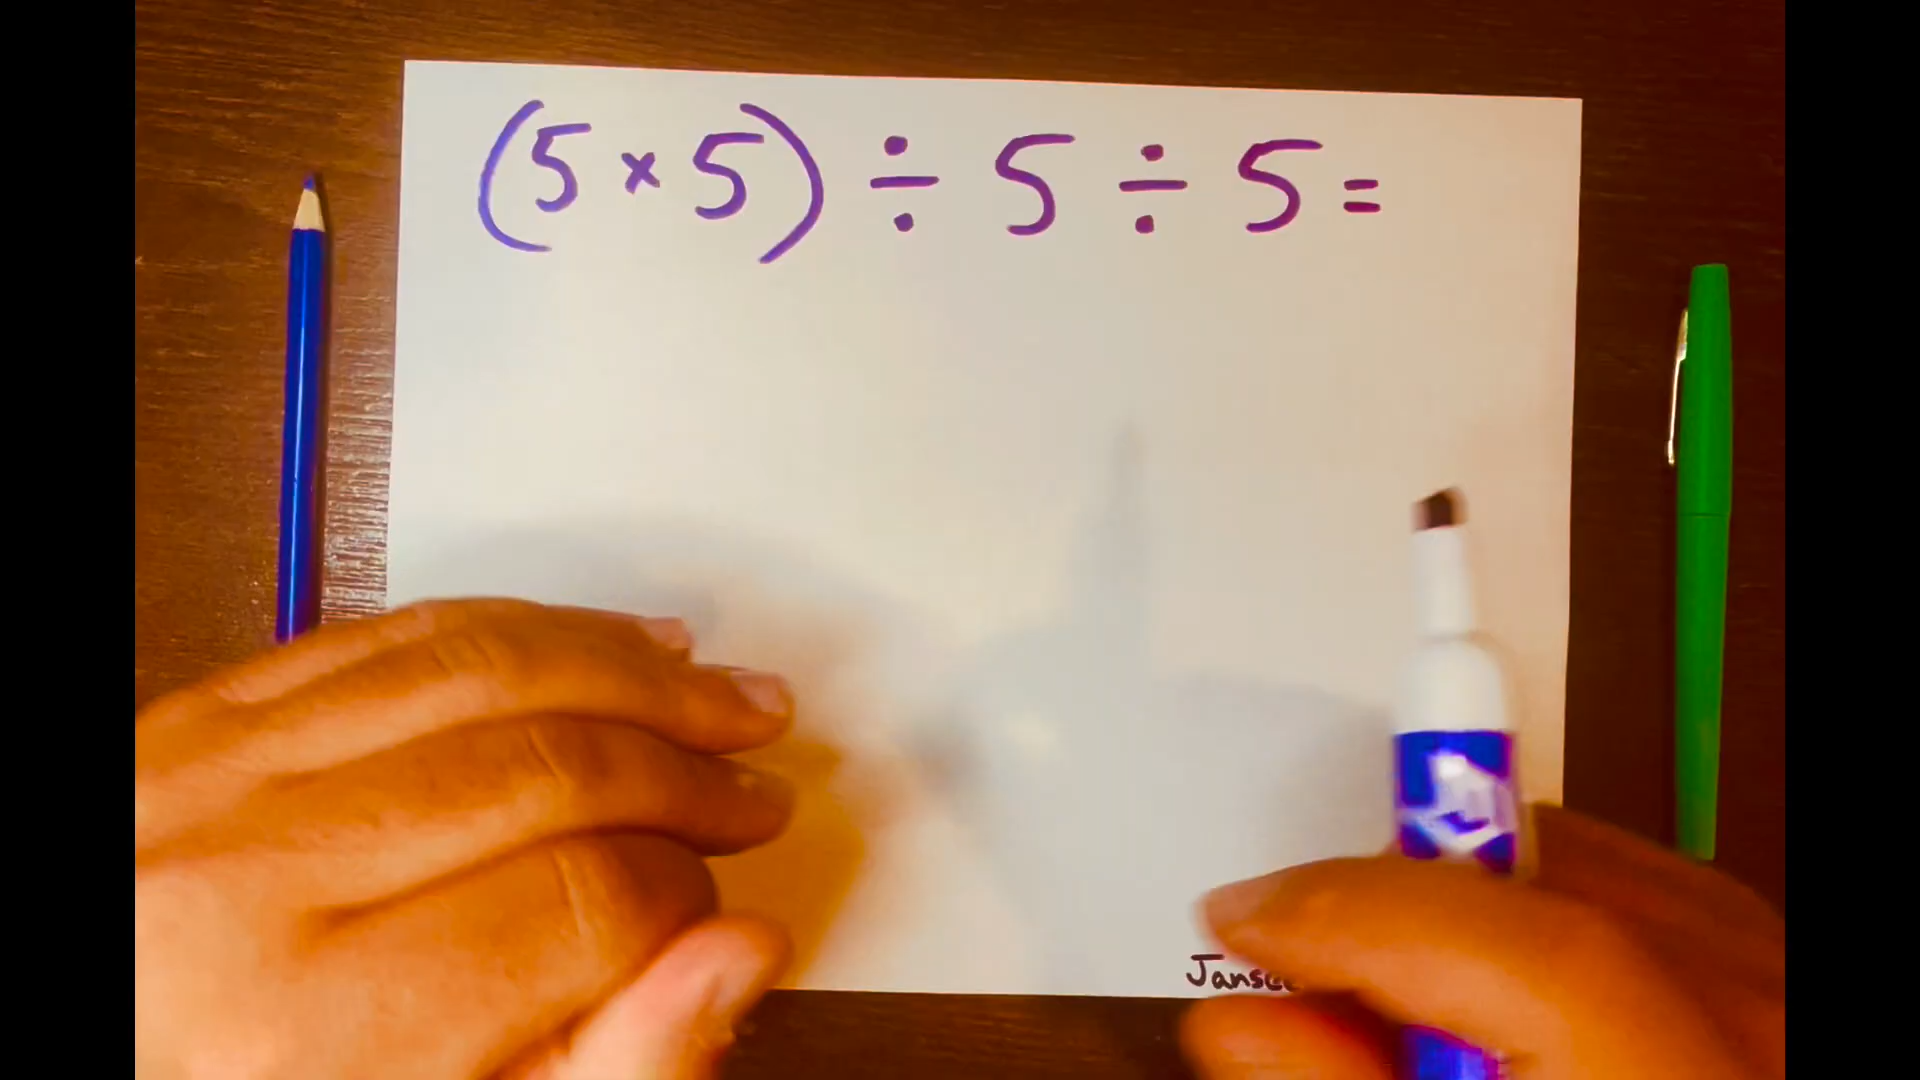 (5 × 5) ÷ 5 ÷ 5 =